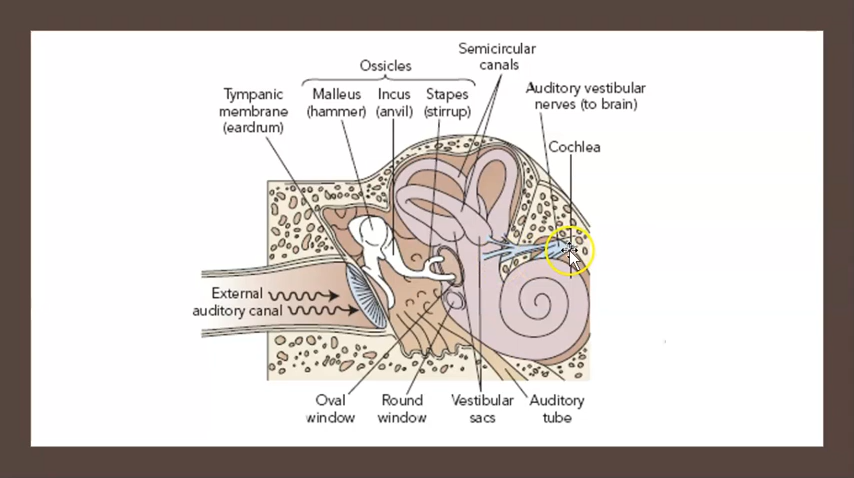 Semicircular
canals
Ossicles
Auditory vestibular
nerves (to brain)
Tympanic
membrane
(eardrum)
Malleus
(hammer)
Incus
(anvil)
Stapes
(stirrup)
Cochlea
External
auditory canal
Oval
window
Round
window
Vestibular
sacs
Auditory
tube